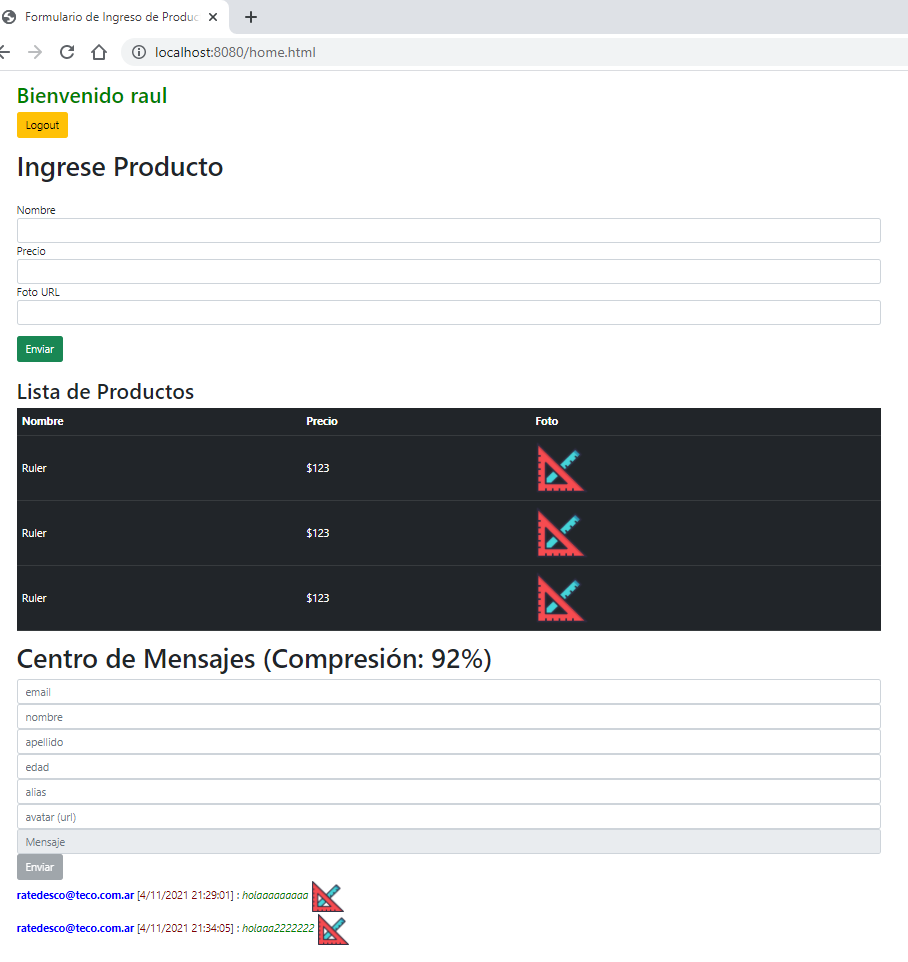 Formulario de Ingreso de Produc
localhost:8080/home.html
Bienvenido raul
Logout
Ingrese Producto
Nombre
Precio
Foto URL
Enviar
Lista de Productos
Nombre Precio Foto
Ruler $123
Ruler $123
Ruler $123
Centro de Mensajes (Compresión: 92%)
email
nombre
apellido
edad
alias
avatar (url)
Mensaje
Enviar
ratedesco@teco.com.ar [4/11/2021 21:29:01] : holaaaaaaaaa
ratedesco@teco.com.ar [4/11/2021 21:34:05] : holaaa2222222